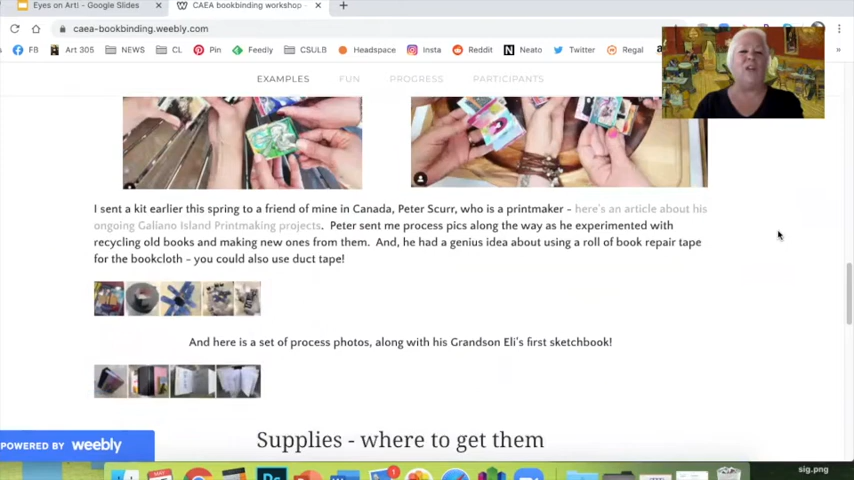 Eyes on Art! - Google Slides
CAEA bookbinding workshop -
caea-bookbinding.weebly.com
FB Art 305 NEWS CL Pin Feedly CSULB Headspace Insta Reddit Neato Twitter Regal
EXAMPLES FUN PROGRESS PARTICIPANTS
I sent a kit earlier this spring to a friend of mine in Canada, Peter Scurr, who is a printmaker - here's an article about his
ongoing Galiano Island Printmaking projects. Peter sent me process pics along the way as he experimented with
recycling old books and making new ones from them. And, he had a genius idea about using a roll of book repair tape
for the bookcloth - you could also use duct tape!
And here is a set of process photos, along with his Grandson Eli's first sketchbook!
Supplies - where to get them
POWERED BY weebly
sig.png